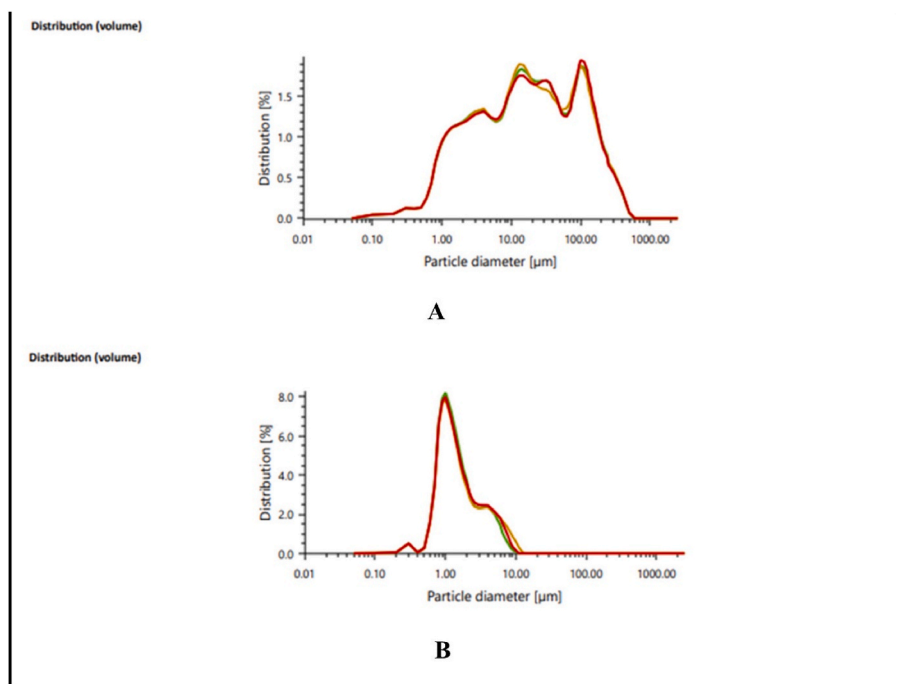 Distribution (volume)
Distribution [%]
1.5
1.0
0.5
0.0
0.01 0.10 1.00 10.00 100.00 1000.00
Particle diameter [µm]
A
Distribution (volume)
Distribution [%]
8.0
6.0
4.0
2.0
0.0
0.01 0.10 1.00 10.00 100.00 1000.00
Particle diameter [µm]
B